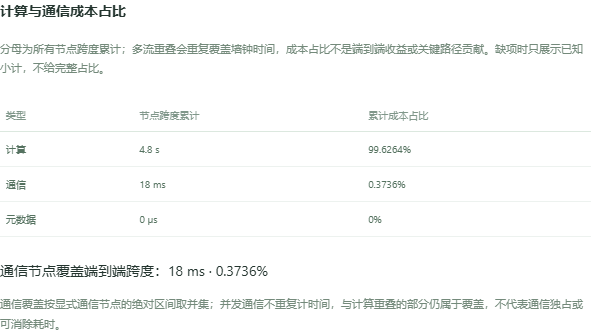 计算与通信成本占比
分母为所有节点跨度累计；多流重叠会重复覆盖墙钟时间，成本占比不是端到端收益或关键路径贡献。缺项时只展示已知
小计，不给完整占比。
类型 节点跨度累计 累计成本占比
计算 4.8 s 99.6264%
通信 18 ms 0.3736%
元数据 0 μs 0%
通信节点覆盖端到端跨度：18 ms · 0.3736%
通信覆盖按显式通信节点的绝对区间取并集；并发通信不重复计时间，与计算重叠的部分仍属于覆盖，不代表通信独占或
可消除耗时。